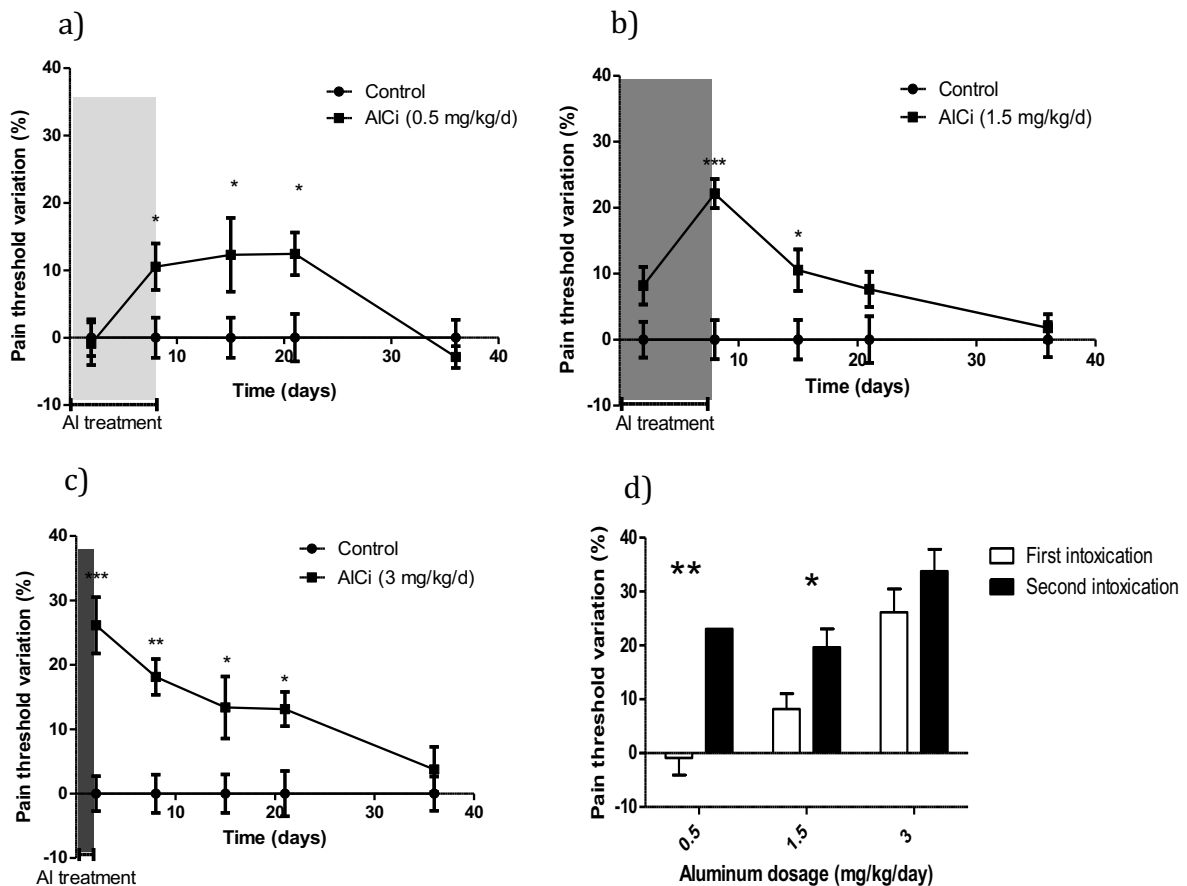 a)
Pain threshold variation (%)
40
30
20
10
0
-10
10
20
30
40
Time (days)
Al treatment
Control
AlCi (0.5 mg/kg/d)
*
*
*
b)
Pain threshold variation (%)
40
30
20
10
0
-10
10
20
30
40
Time (days)
Al treatment
Control
AlCi (1.5 mg/kg/d)
***
*
c)
Pain threshold variation (%)
40
30
20
10
0
-10
10
20
30
40
Time (days)
Al treatment
Control
AlCi (3 mg/kg/d)
***
**
*
*
d)
Pain threshold variation (%)
40
30
20
10
0
-10
**
*
First intoxication
Second intoxication
0.5
1.5
3
Aluminum dosage (mg/kg/day)